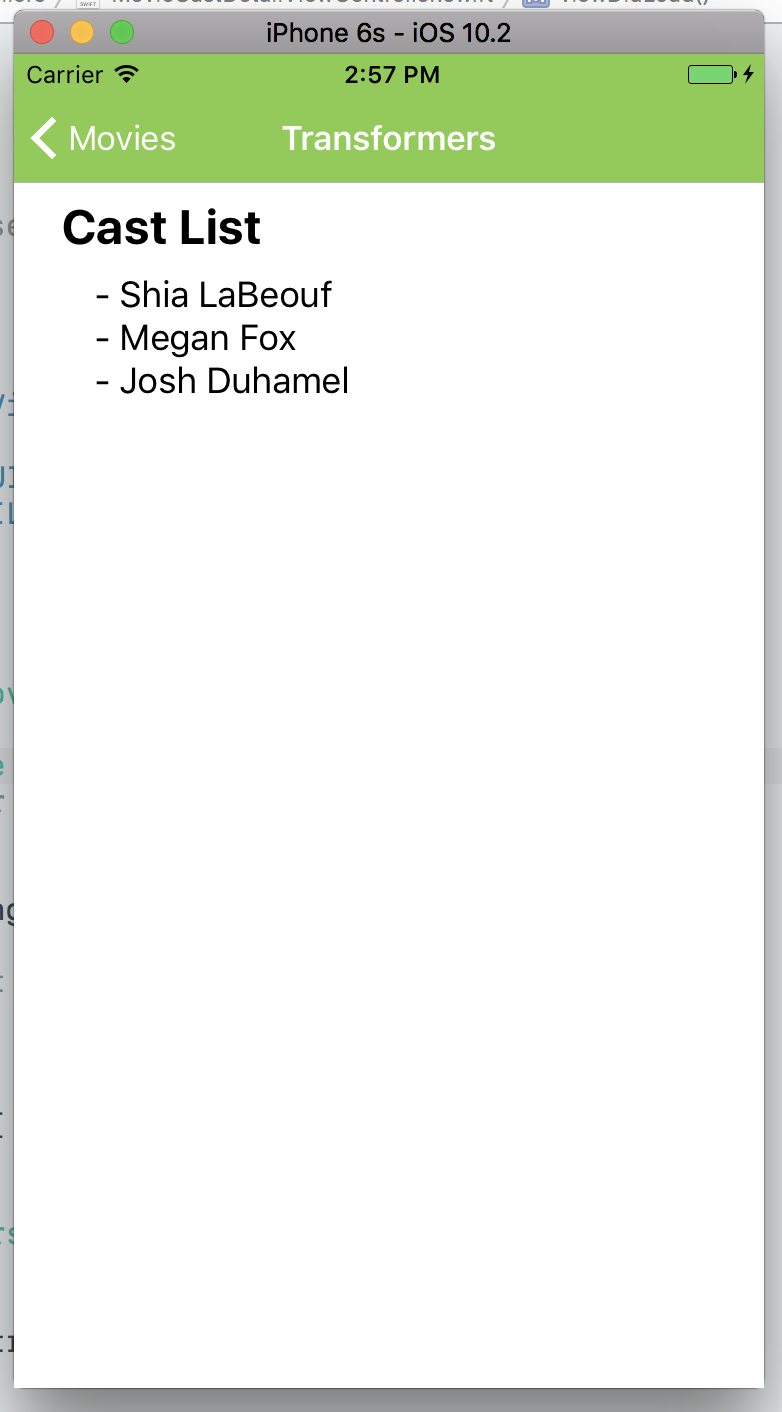 iPhone 6s - iOS 10.2
Carrier
2:57 PM
Movies
Transformers
Cast List
- Shia LaBeouf
- Megan Fox
- Josh Duhamel